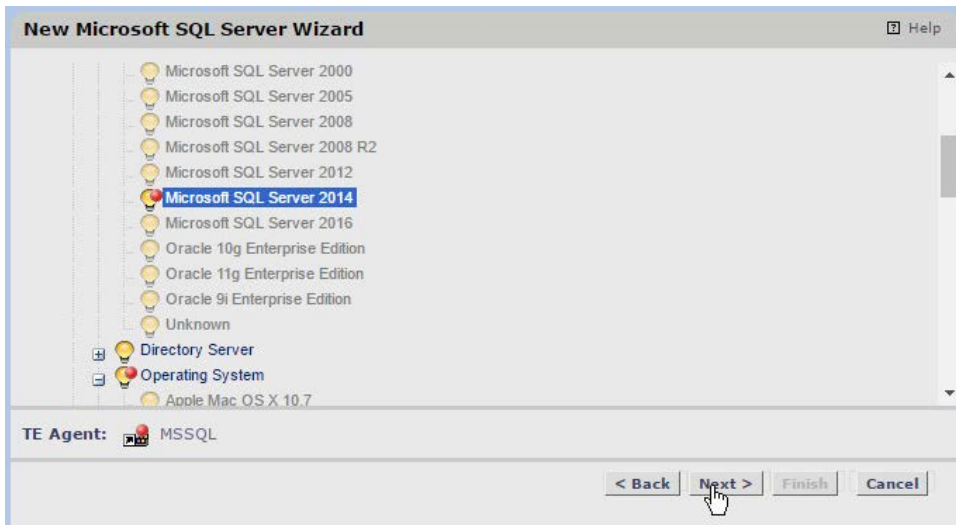 New Microsoft SQL Server Wizard
? Help
Microsoft SQL Server 2000
Microsoft SQL Server 2005
Microsoft SQL Server 2008
Microsoft SQL Server 2008 R2
Microsoft SQL Server 2012
Microsoft SQL Server 2014
Microsoft SQL Server 2016
Oracle 10g Enterprise Edition
Oracle 11g Enterprise Edition
Oracle 9i Enterprise Edition
Unknown
Directory Server
Operating System
Apple Mac OS X 10.7
TE Agent: MSSQL
< Back Next > Finish Cancel